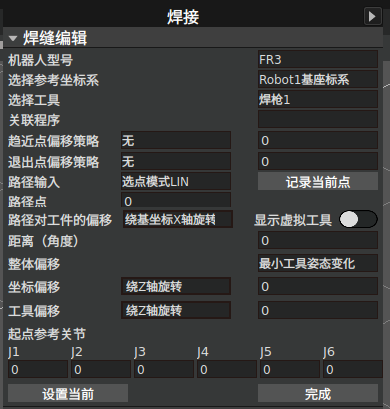 焊接
焊缝编辑
机器人型号 FR3
选择参考坐标系 Robot1基座标系
选择工具 焊枪1
关联程序
趋近点偏移策略 无 0
退出点偏移策略 无 0
路径输入 选点模式LIN 记录当前点
路径点 0
路径对工件的偏移 绕基坐标X轴旋转 显示虚拟工具
距离（角度） 0
整体偏移 最小工具姿态变化
坐标偏移 绕Z轴旋转 0
工具偏移 绕Z轴旋转 0
起点参考关节
J1 J2 J3 J4 J5 J6
0 0 0 0 0 0
设置当前 完成